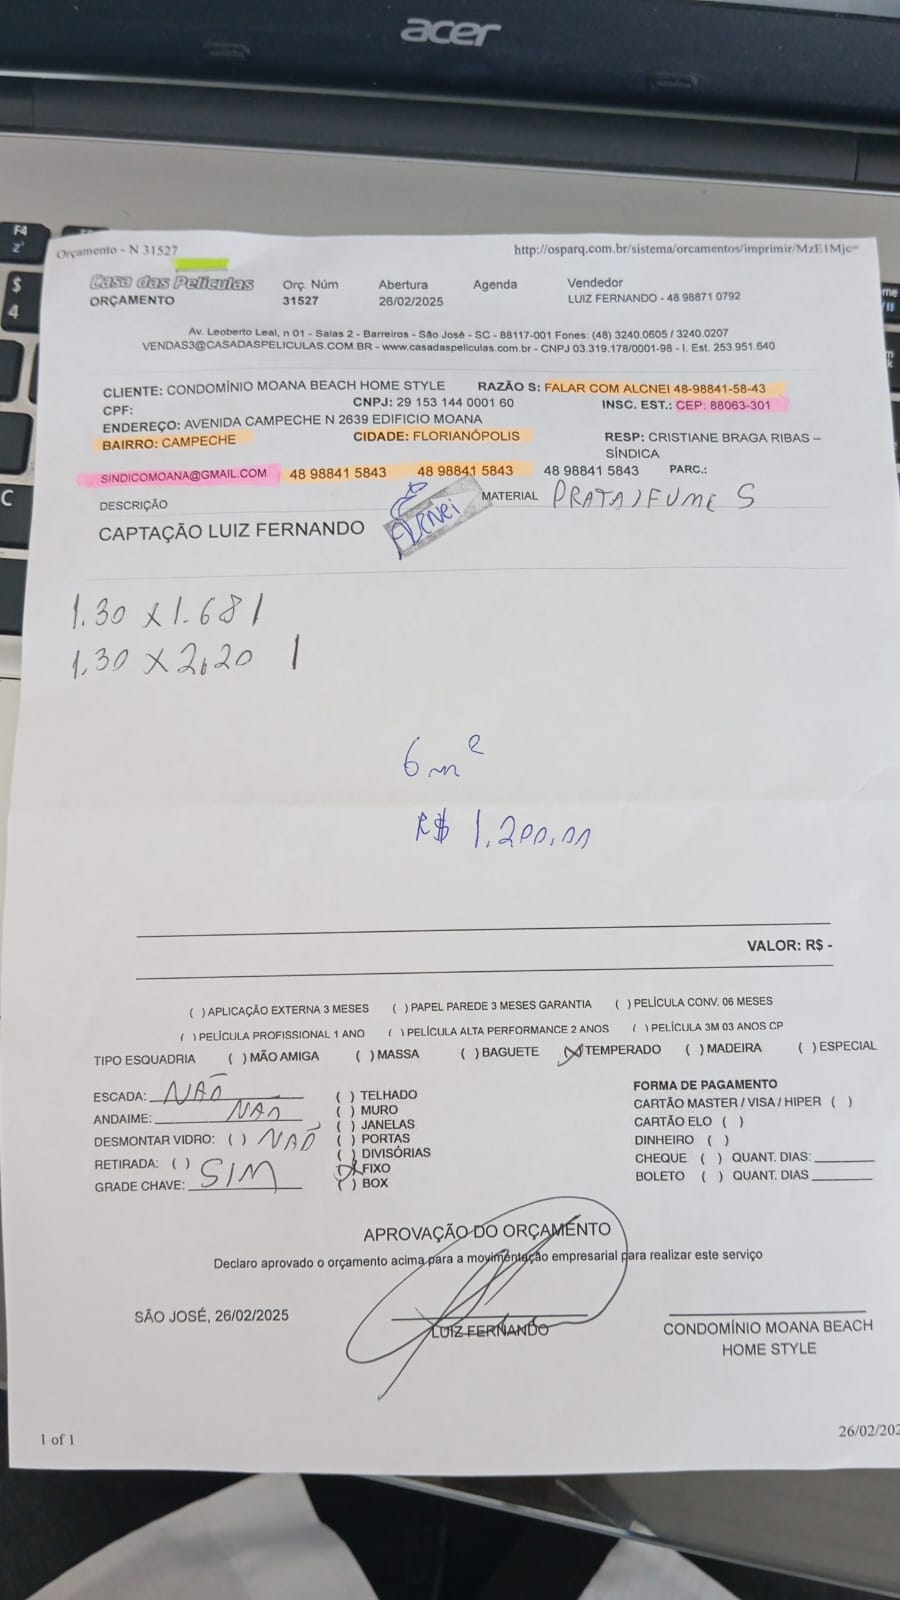 acer
F4
Z
$
4
C
Orçamento - N 31527
http://osparq.com.br/sistema/orcamentos/imprimir/MzE1Mjc=
Casa das Películas Orç. Núm Abertura Agenda Vendedor
ORÇAMENTO 31527 26/02/2025 LUIZ FERNANDO - 48 98871 0792
Av. Leoberto Leal, n 01 - Salas 2 - Barreiros - São José - SC - 88117-001 Fones: (48) 3240.0605 / 3240.0207
VENDAS3@CASADASPELICULAS.COM.BR - www.casadaspeliculas.com.br - CNPJ 03.319.178/0001-98 - I. Est. 253.951.640
CLIENTE: CONDOMÍNIO MOANA BEACH HOME STYLE RAZÃO S: FALAR COM ALCNEI 48-98841-58-43
CPF: CNPJ: 29 153 144 0001 60 INSC. EST.: CEP: 88063-301
ENDEREÇO: AVENIDA CAMPECHE N 2639 EDIFICIO MOANA
BAIRRO: CAMPECHE CIDADE: FLORIANÓPOLIS RESP: CRISTIANE BRAGA RIBAS –
SÍNDICA
SINDICOMOANA@GMAIL.COM 48 98841 5843 48 98841 5843 48 98841 5843 PARC.:
DESCRIÇÃO MATERIAL PRATA/FUME S
CAPTAÇÃO LUIZ FERNANDO
1.30 x 1.68 1
1.30 x 2,20 1
6 m²
R$ 1.200,00
VALOR: R$ -
( ) APLICAÇÃO EXTERNA 3 MESES ( ) PAPEL PAREDE 3 MESES GARANTIA ( ) PELÍCULA CONV. 06 MESES
( ) PELÍCULA PROFISSIONAL 1 ANO ( ) PELÍCULA ALTA PERFORMANCE 2 ANOS ( ) PELÍCULA 3M 03 ANOS CP
TIPO ESQUADRIA ( ) MÃO AMIGA ( ) MASSA ( ) BAGUETE (X) TEMPERADO ( ) MADEIRA ( ) ESPECIAL
ESCADA: NÃO
ANDAIME: NAO
DESMONTAR VIDRO: ( ) NÃO
RETIRADA: ( )
GRADE CHAVE: SIM
( ) TELHADO
( ) MURO
( ) JANELAS
( ) PORTAS
( ) DIVISÓRIAS
(X) FIXO
( ) BOX
FORMA DE PAGAMENTO
CARTÃO MASTER / VISA / HIPER ( )
CARTÃO ELO ( )
DINHEIRO ( )
CHEQUE ( ) QUANT. DIAS:
BOLETO ( ) QUANT. DIAS
APROVAÇÃO DO ORÇAMENTO
Declaro aprovado o orçamento acima para a movimentação empresarial para realizar este serviço
SÃO JOSÉ, 26/02/2025
LUIZ FERNANDO
CONDOMÍNIO MOANA BEACH
HOME STYLE
1 of 1
26/02/202